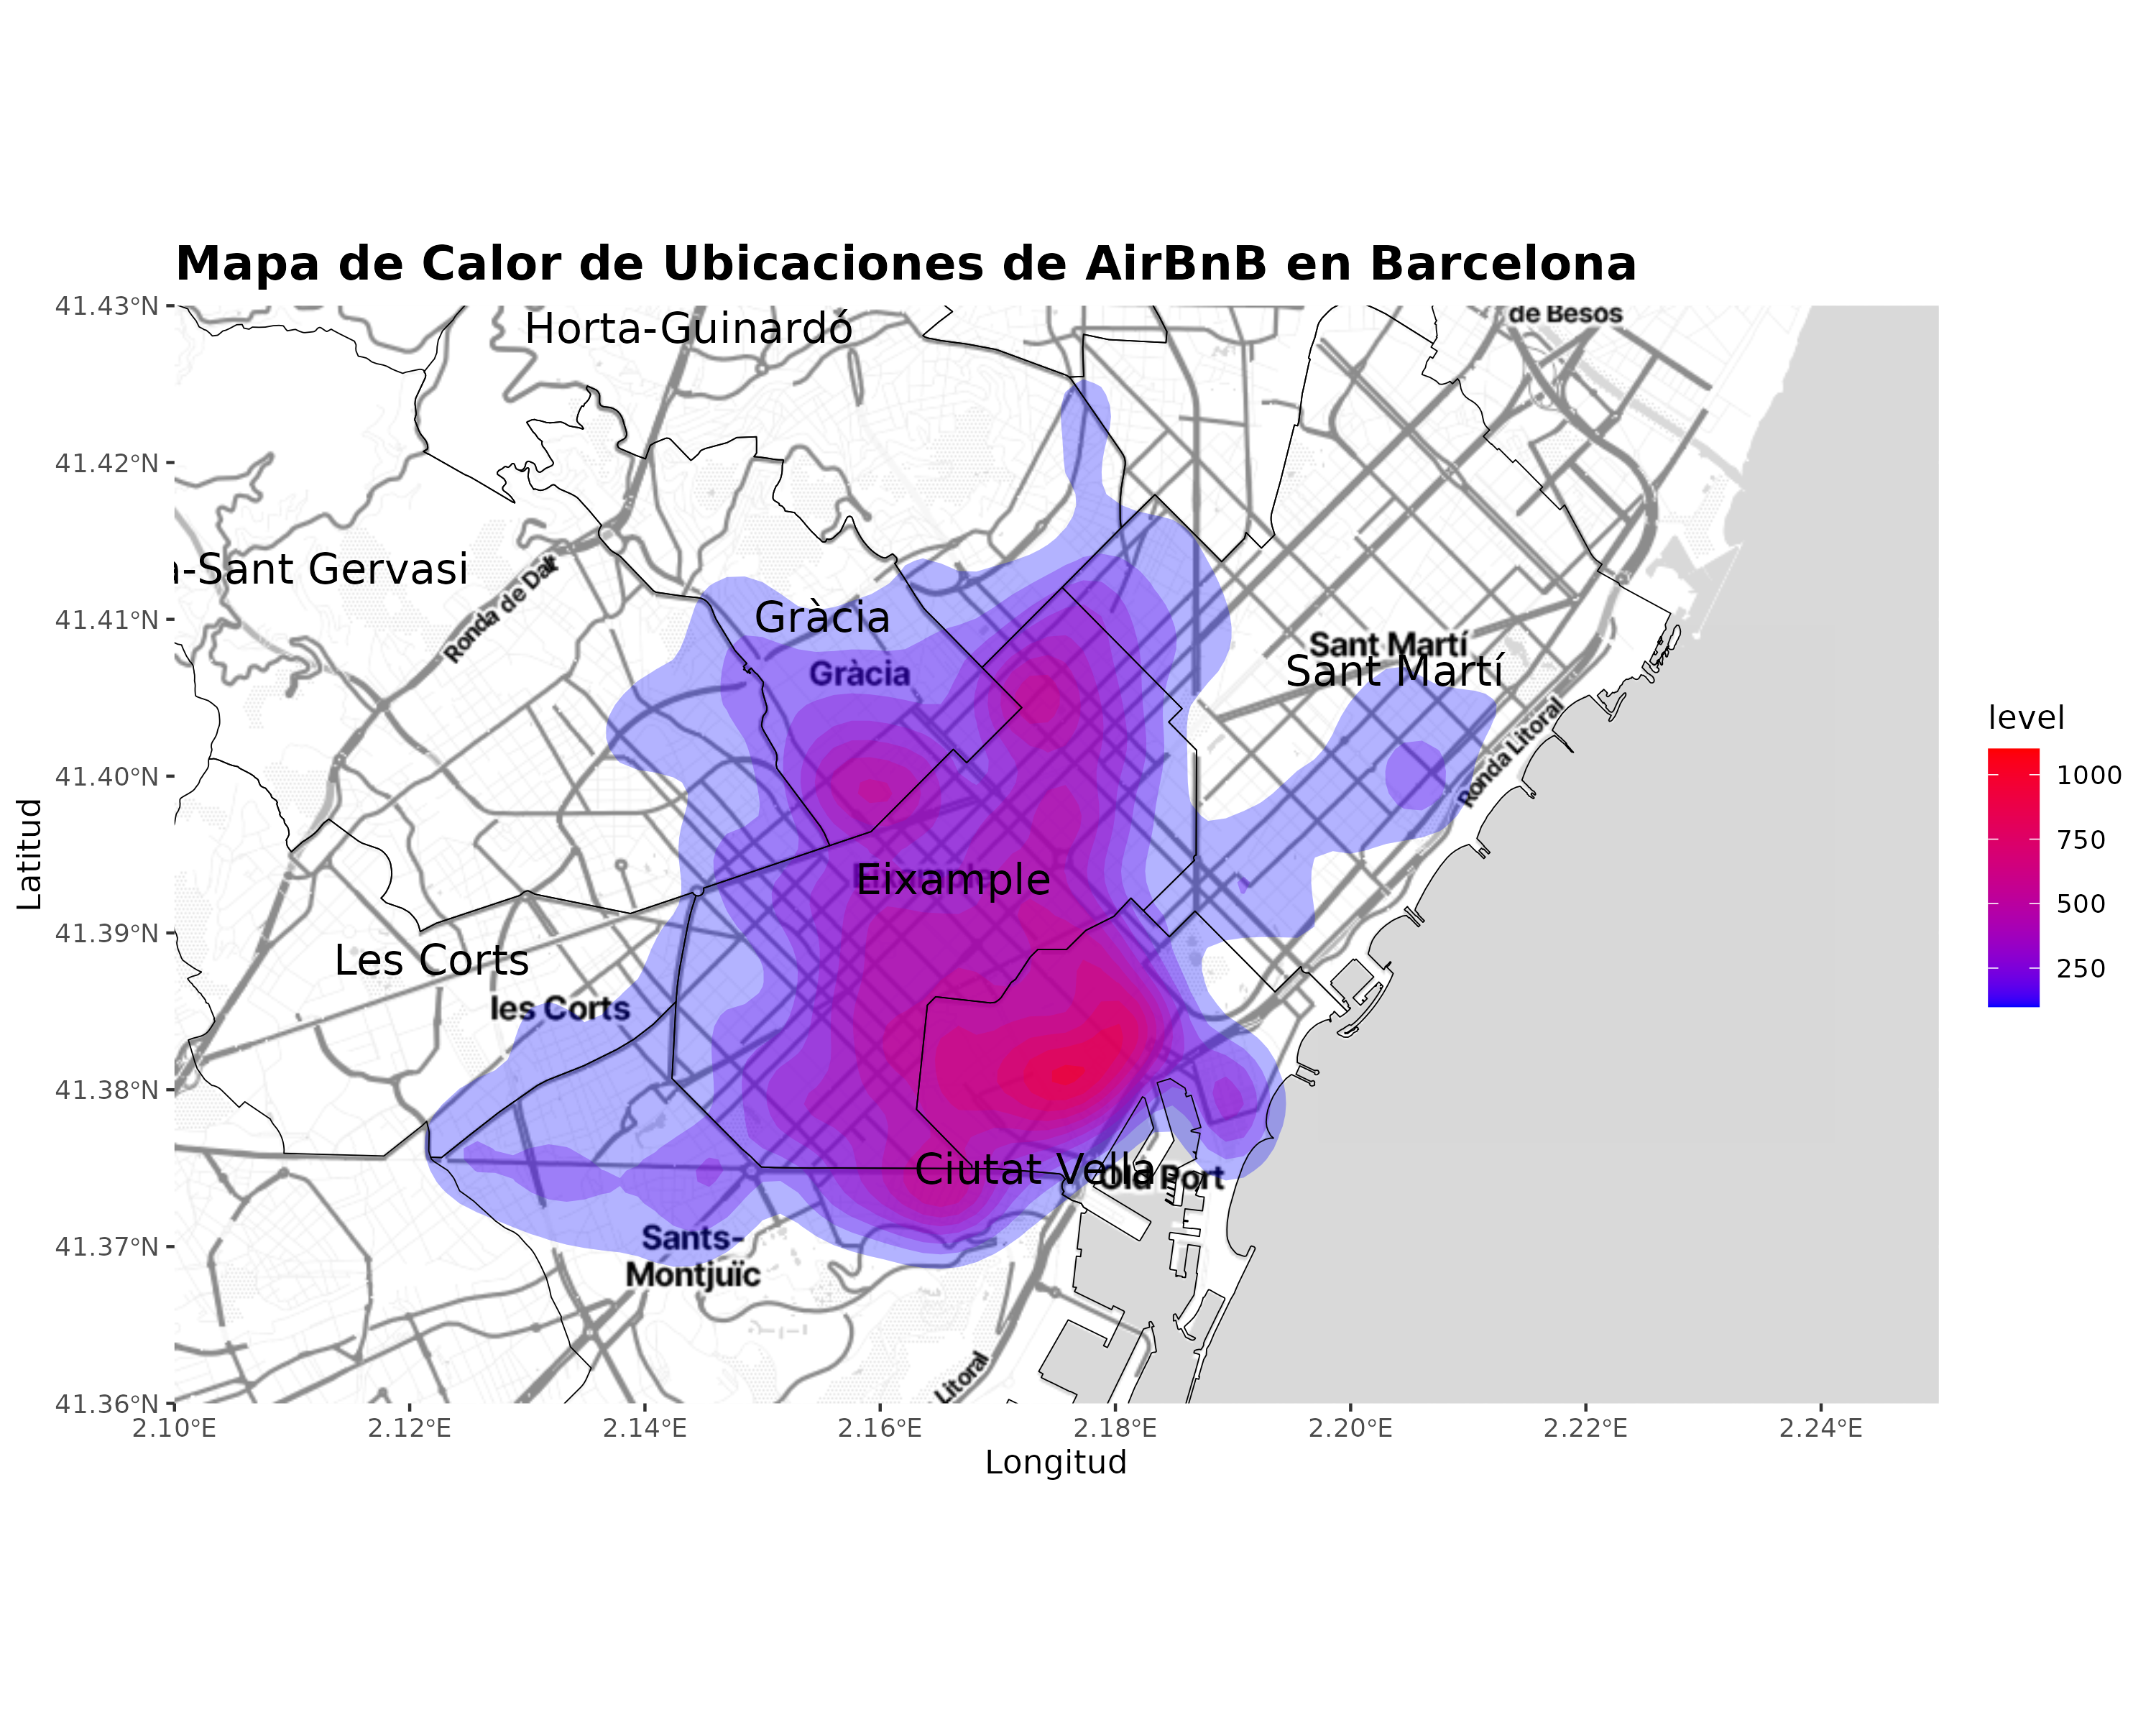 Mapa de Calor de Ubicaciones de AirBnB en Barcelona
41.43°N
41.42°N
41.41°N
41.40°N
41.39°N
41.38°N
41.37°N
41.36°N
Latitud
de Besòs
Horta-Guinardó
a-Sant Gervasi
Ronda de Dalt
Gràcia
Gràcia
Sant Martí
Sant Martí
Ronda Litoral
Eixample
Les Corts
les Corts
Ciutat Vella
Old Port
Sants-
Montjuïc
Litoral
2.10°E
2.12°E
2.14°E
2.16°E
2.18°E
2.20°E
2.22°E
2.24°E
Longitud
level
1000
750
500
250